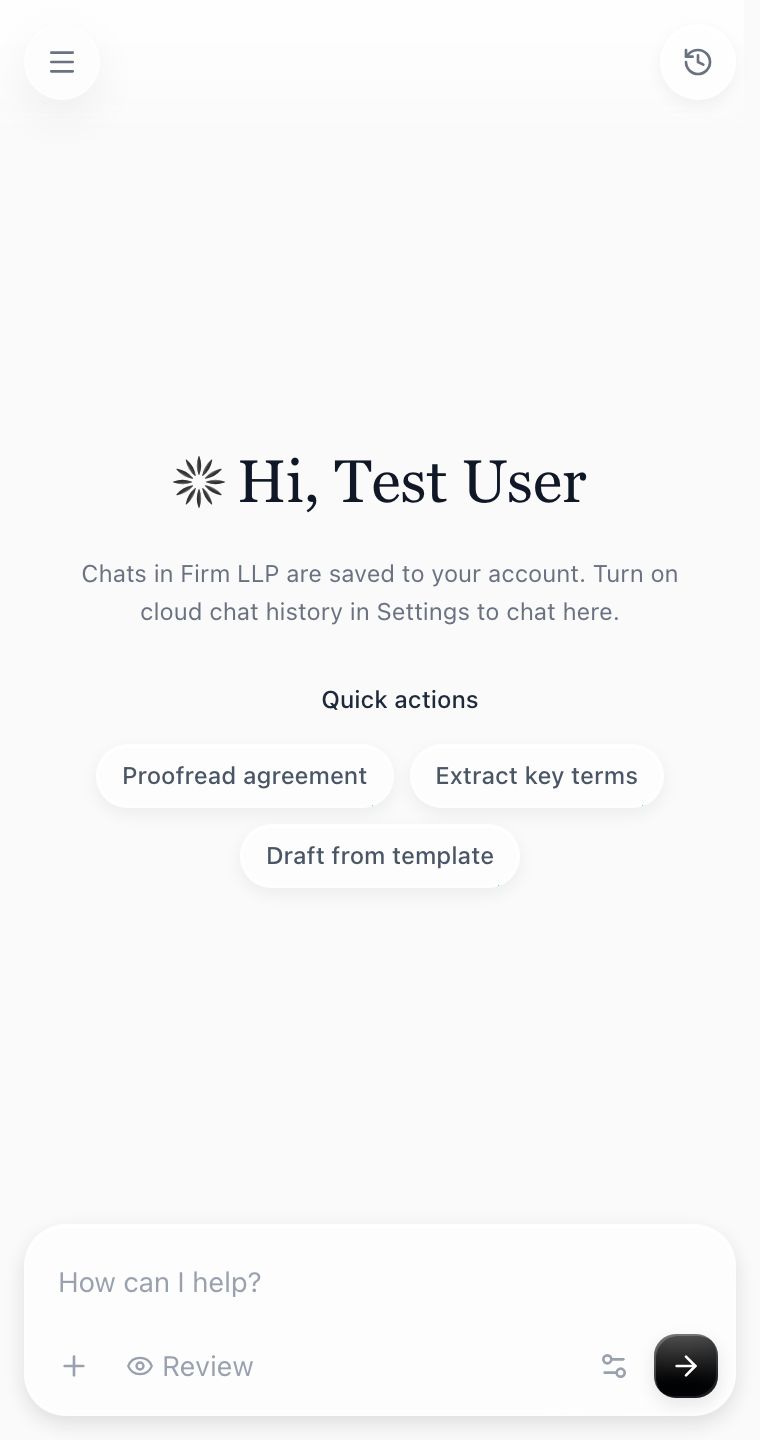 Hi, Test User
Chats in Firm LLP are saved to your account. Turn on
cloud chat history in Settings to chat here.
Quick actions
Proofread agreement
Extract key terms
Draft from template
How can I help?
Review